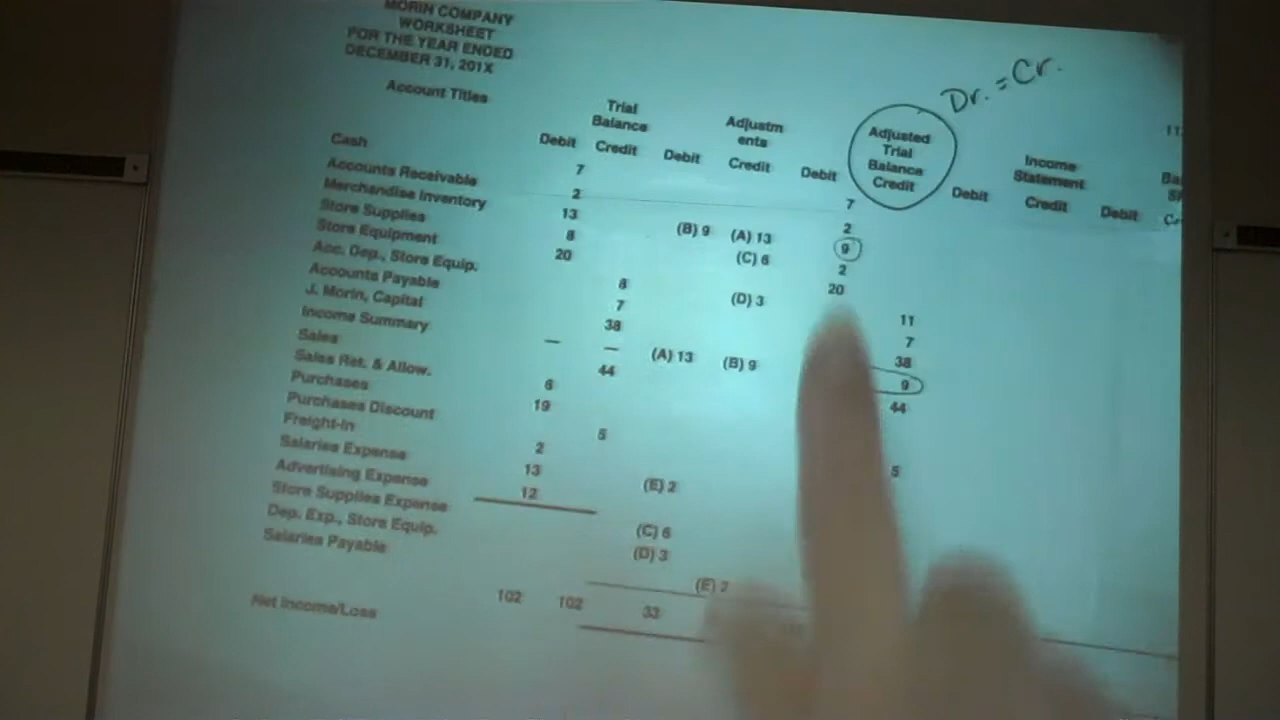 MORIN COMPANY
WORKSHEET
FOR THE YEAR ENDED
DECEMBER 31, 201X
Dr. = Cr.
Account Titles
Trial
Balance
Adjustm
ents
Adjusted
Trial
Balance
Income
Statement
Debit Credit Debit Credit Debit Credit Debit Credit Debit
Cash 7 7
Accounts Receivable 2 2
Merchandise Inventory 13 (B) 9 (A) 13 9
Store Supplies 8 (C) 6 2
Store Equipment 20 20
Acc. Dep., Store Equip. 8 (D) 3 11
Accounts Payable 7 7
J. Morin, Capital 38 38
Income Summary — — (A) 13 (B) 9 9
Sales 44 44
Sales Ret. & Allow. 6
Purchases 19
Purchases Discount 5 5
Freight-In 2
Salaries Expense 13 (E) 2
Advertising Expense 12
Store Supplies Expense (C) 6
Dep. Exp., Store Equip. (D) 3
Salaries Payable (E) 2
102 102 33
Net Income/Loss